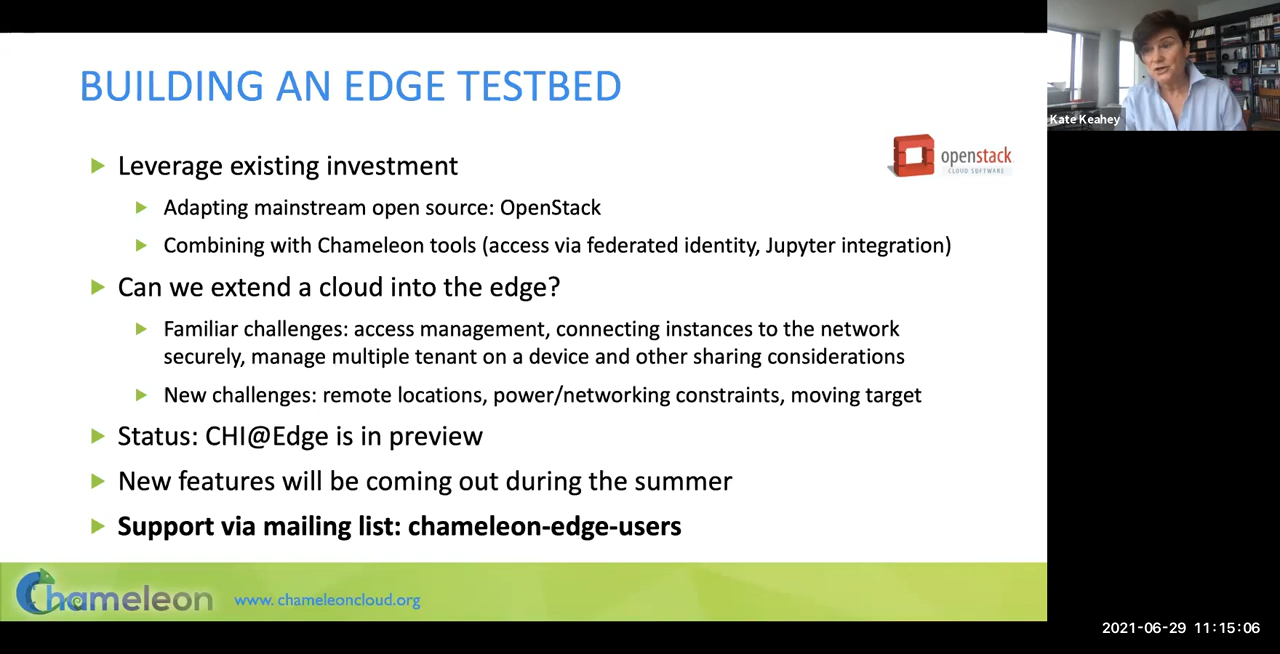 BUILDING AN EDGE TESTBED
Kate Keahey
openstack
CLOUD SOFTWARE
Leverage existing investment
Adapting mainstream open source: OpenStack
Combining with Chameleon tools (access via federated identity, Jupyter integration)
Can we extend a cloud into the edge?
Familiar challenges: access management, connecting instances to the network
securely, manage multiple tenant on a device and other sharing considerations
New challenges: remote locations, power/networking constraints, moving target
Status: CHI@Edge is in preview
New features will be coming out during the summer
Support via mailing list: chameleon-edge-users
Chameleon
www. chameleoncloud.org
2021-06-29 11:15:06